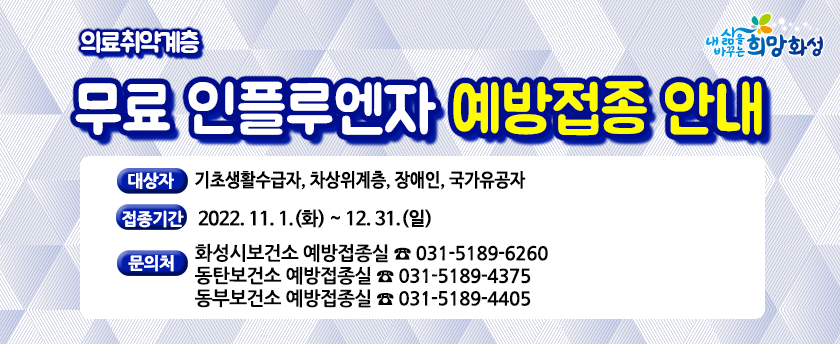 의료취약계층
내 삶을 바꾸는 희망화성
무료 인플루엔자 예방접종 안내
대상자 기초생활수급자, 차상위계층, 장애인, 국가유공자
접종기간 2022. 11. 1.(화) ~ 12. 31.(일)
문의처 화성시보건소 예방접종실 ☎ 031-5189-6260
동탄보건소 예방접종실 ☎ 031-5189-4375
동부보건소 예방접종실 ☎ 031-5189-4405